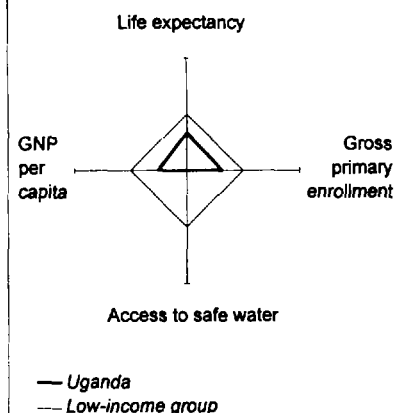 Life expectancy
GNP
per
capita
Gross
primary
enrollment
Access to safe water
Uganda
Low-income group